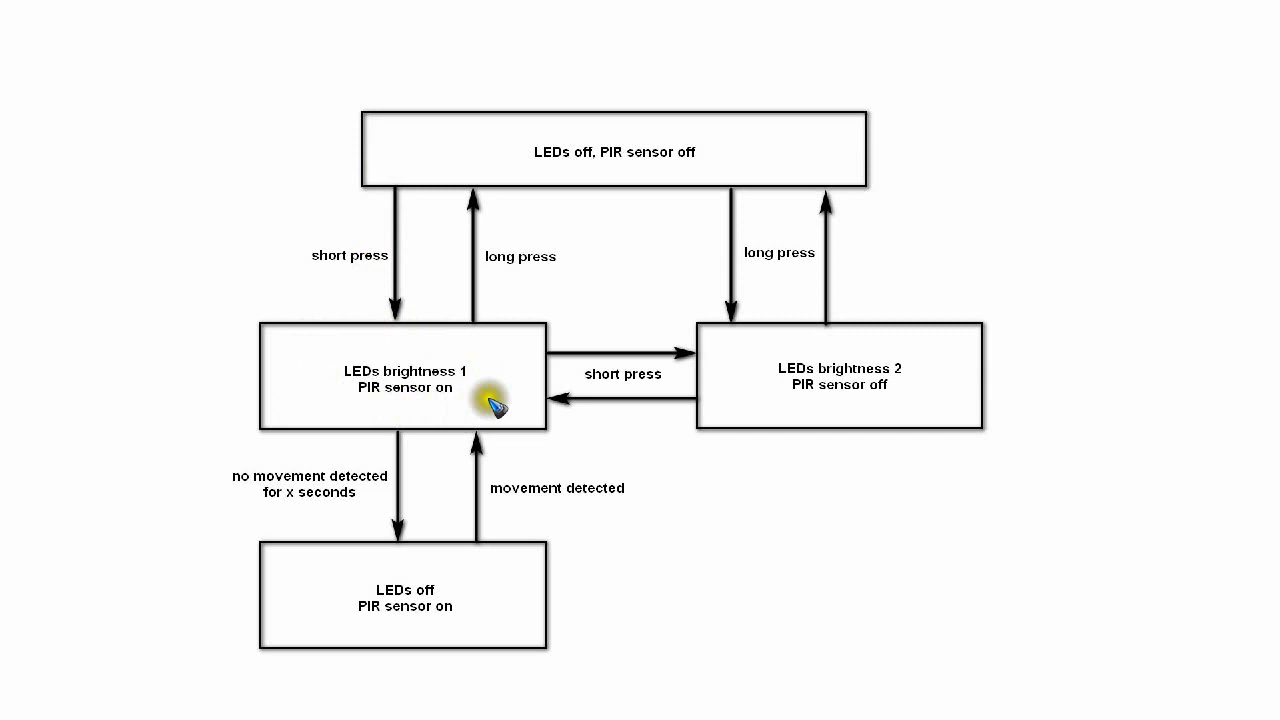 LEDs off, PIR sensor off
short press
long press
long press
LEDs brightness 1
PIR sensor on
short press
LEDs brightness 2
PIR sensor off
no movement detected
for x seconds
movement detected
LEDs off
PIR sensor on